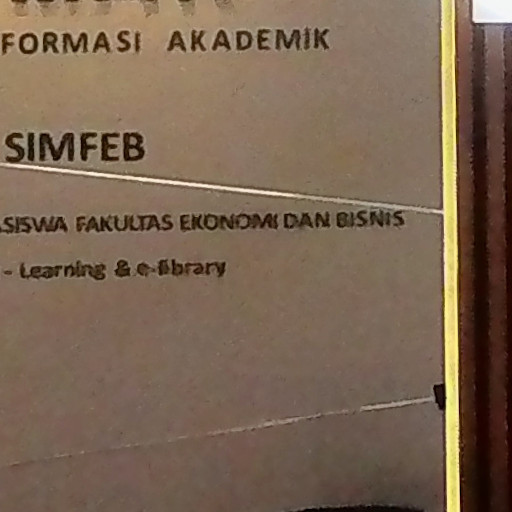 FORMASI AKADEMIK
SIMFEB
SISWA FAKULTAS EKONOMI DAN BISNIS
- Learning & e-library